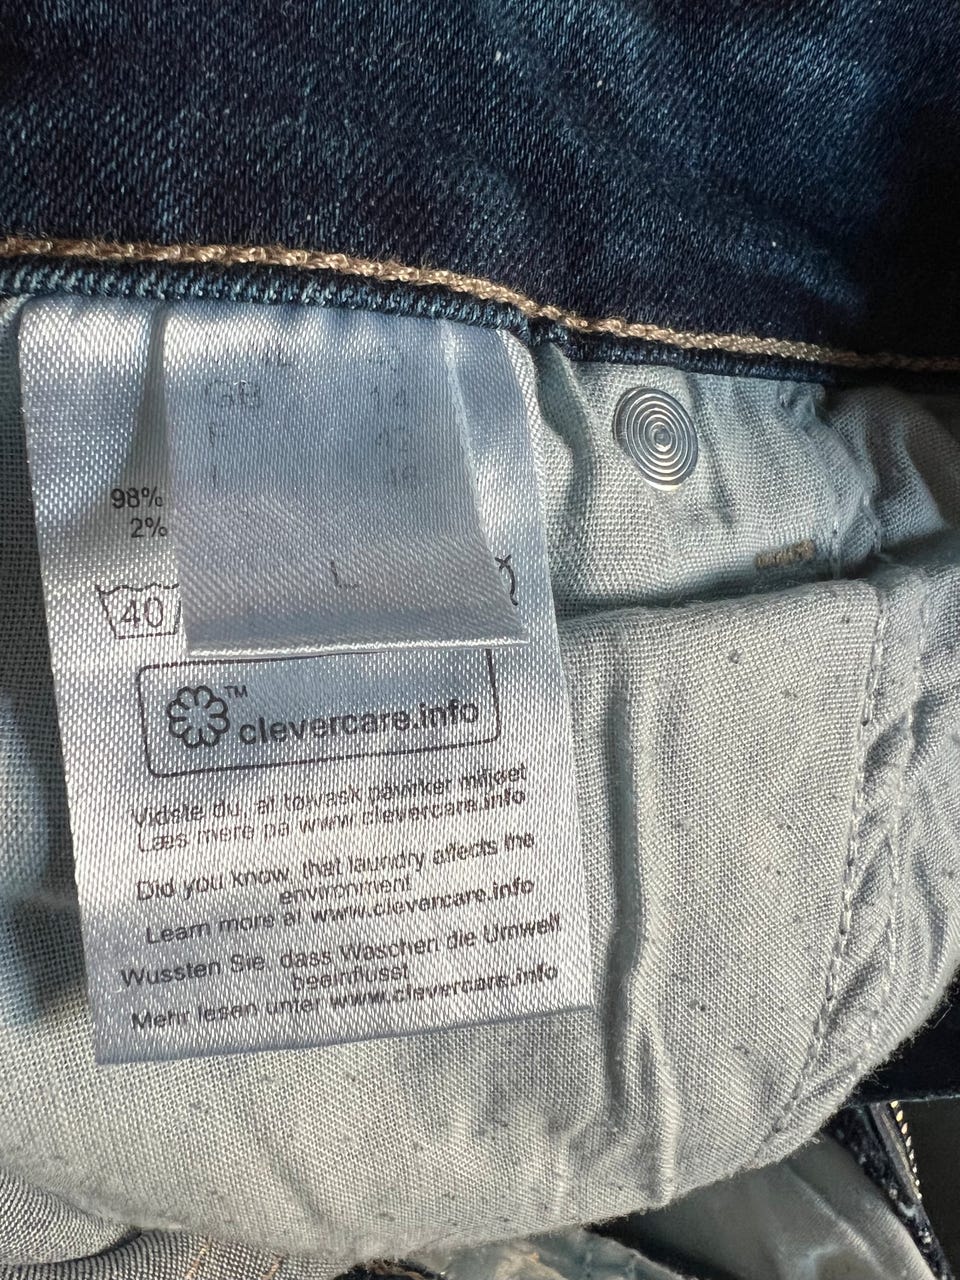 98%
2%
40
L
TM
clevercare.info
Vidste du, at tøjvask påvirker miljøet
Læs mere på www.clevercare.info
Did you know, that laundry affects the
environment
Learn more at www.clevercare.info
Wussten Sie, dass Waschen die Umwelt
beeinflusst
Mehr lesen unter www.clevercare.info